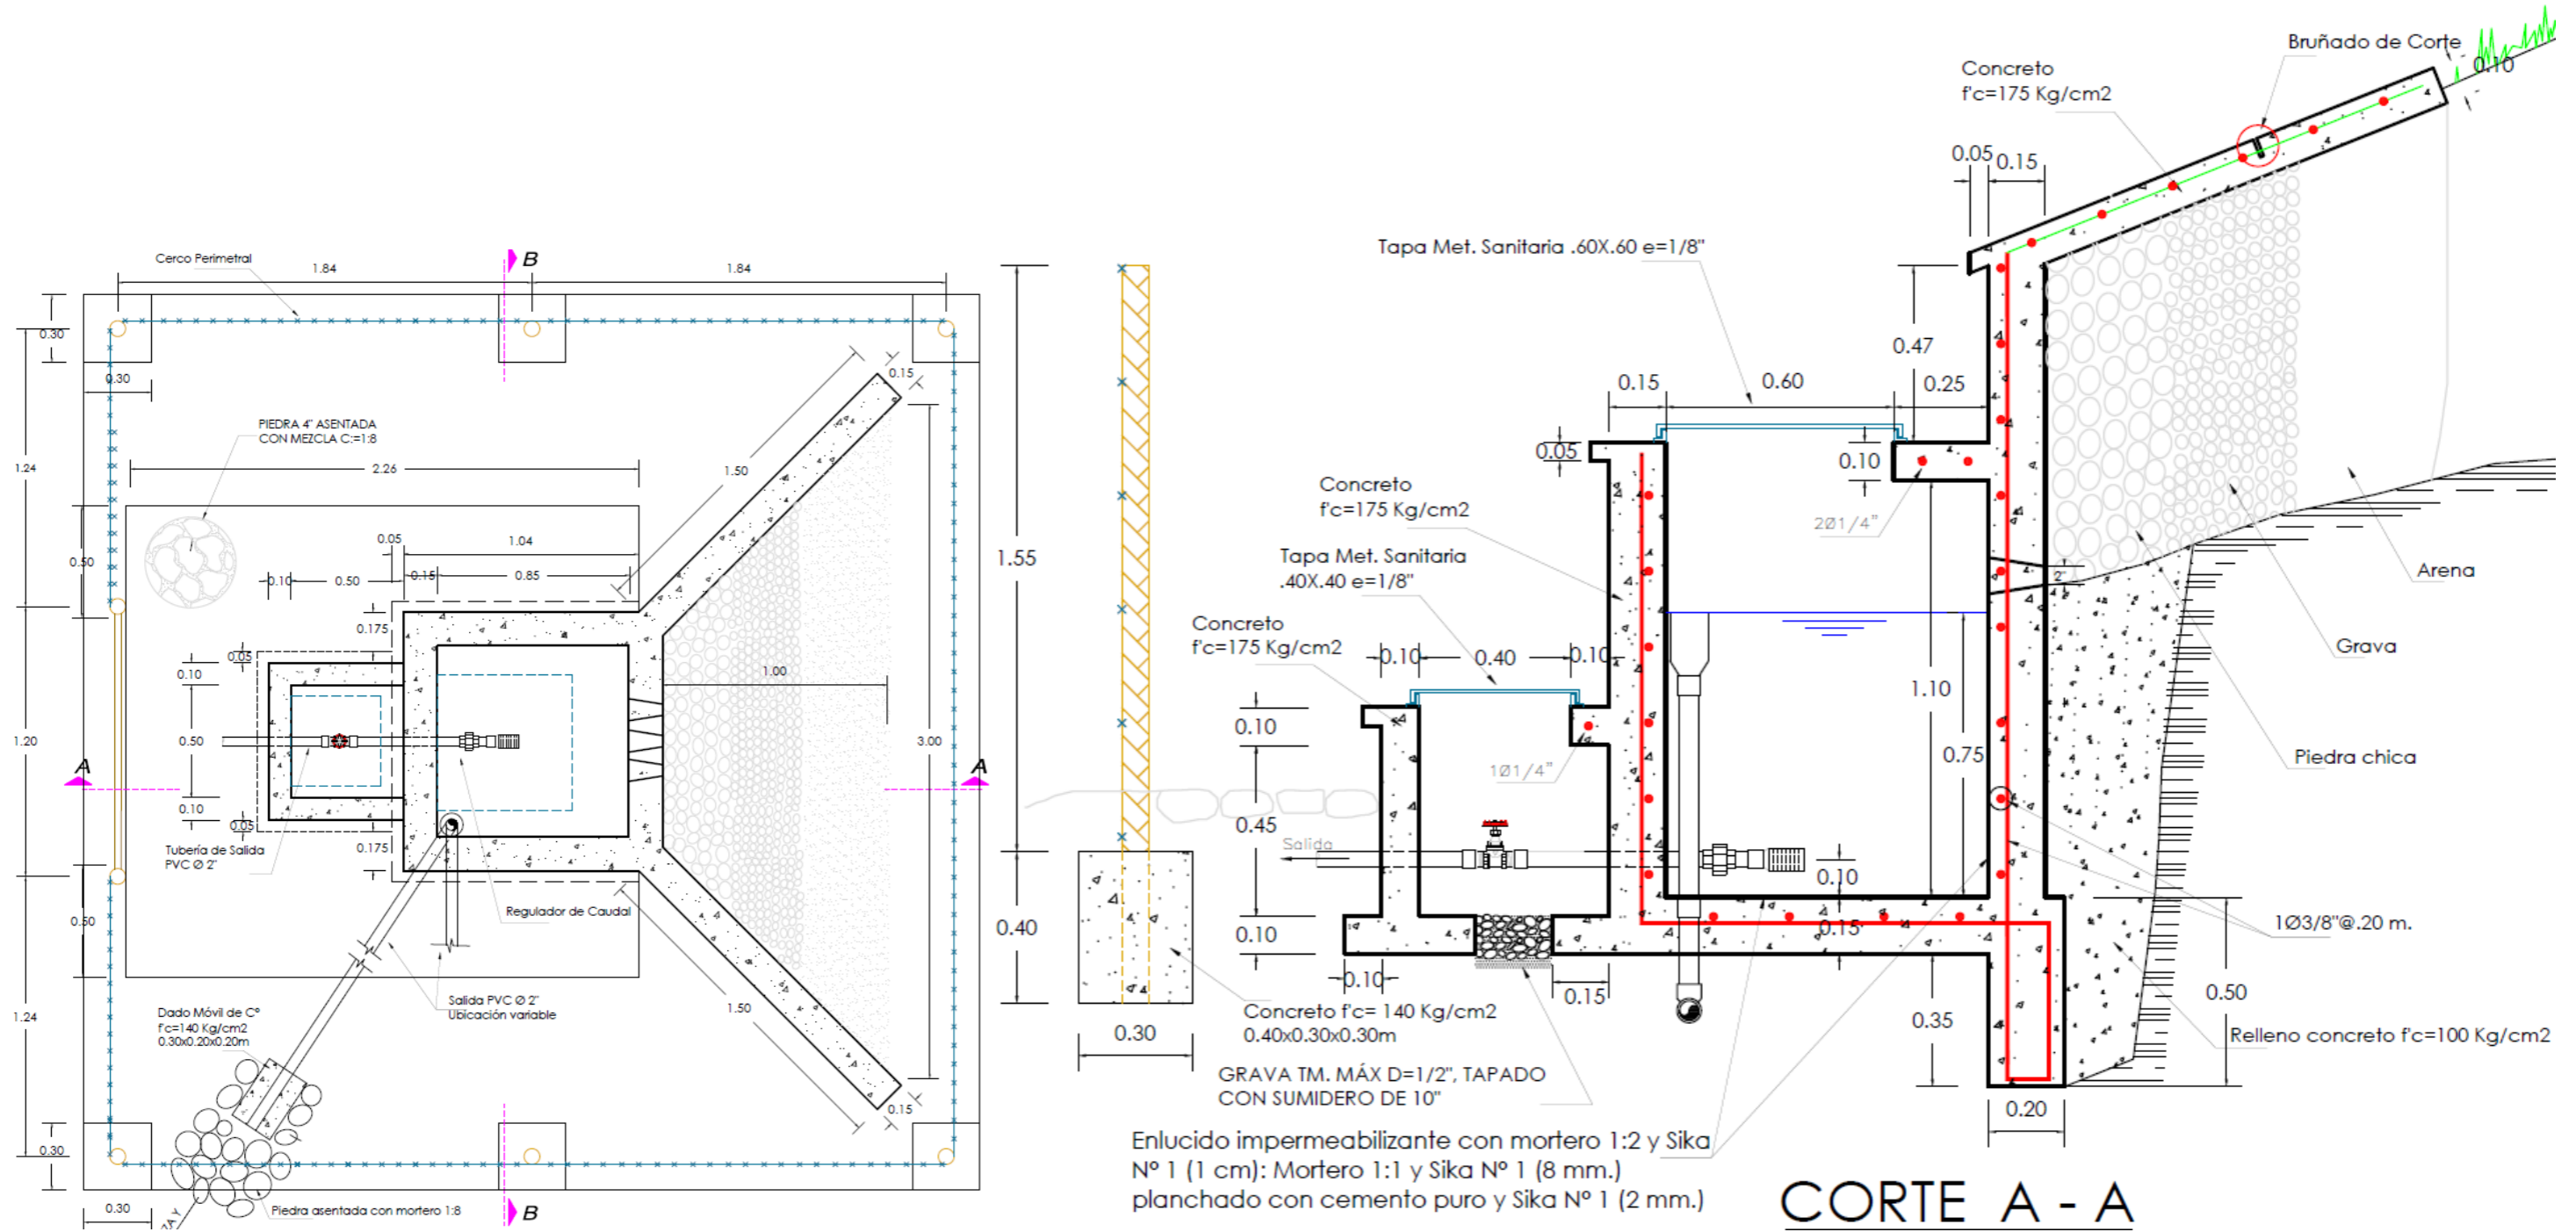 Cerco Perimetral
B
1.84
1.84
0.30
0.30
PIEDRA 4" ASENTADA
CON MEZCLA C:=1:8
0.15
1.24
2.26
1.50
0.50
0.05
1.04
0.10
0.50
0.15
0.85
0.175
0.05
0.10
1.00
1.20
0.50
3.00
A
A
0.10
0.05
Tubería de Salida
PVC Ø 2"
0.175
0.50
Regulador de Caudal
1.24
Salida PVC Ø 2"
Ubicación variable
1.50
Dado Móvil de Cº
f'c=140 Kg/cm2
0.30x0.20x0.20m
0.15
0.30
0.30
Piedra asentada con mortero 1:8
B
1.55
0.40
0.30
Bruñado de Corte
0.10
Concreto
f'c=175 Kg/cm2
0.05
0.15
Tapa Met. Sanitaria .60X.60 e=1/8"
0.47
0.15
0.60
0.25
0.05
0.10
Concreto
f'c=175 Kg/cm2
2Ø1/4"
Tapa Met. Sanitaria
.40X.40 e=1/8"
2"
Arena
Concreto
f'c=175 Kg/cm2
Grava
0.10
0.40
0.10
1.10
0.10
0.75
Piedra chica
1Ø1/4"
0.45
Salida
0.10
0.10
0.15
1Ø3/8"@.20 m.
0.10
0.15
0.50
0.35
Concreto f'c= 140 Kg/cm2
0.40x0.30x0.30m
Relleno concreto f'c=100 Kg/cm2
GRAVA TM. MÁX D=1/2", TAPADO
CON SUMIDERO DE 10"
0.20
Enlucido impermeabilizante con mortero 1:2 y Sika
Nº 1 (1 cm): Mortero 1:1 y Sika Nº 1 (8 mm.)
planchado con cemento puro y Sika Nº 1 (2 mm.)
CORTE A - A